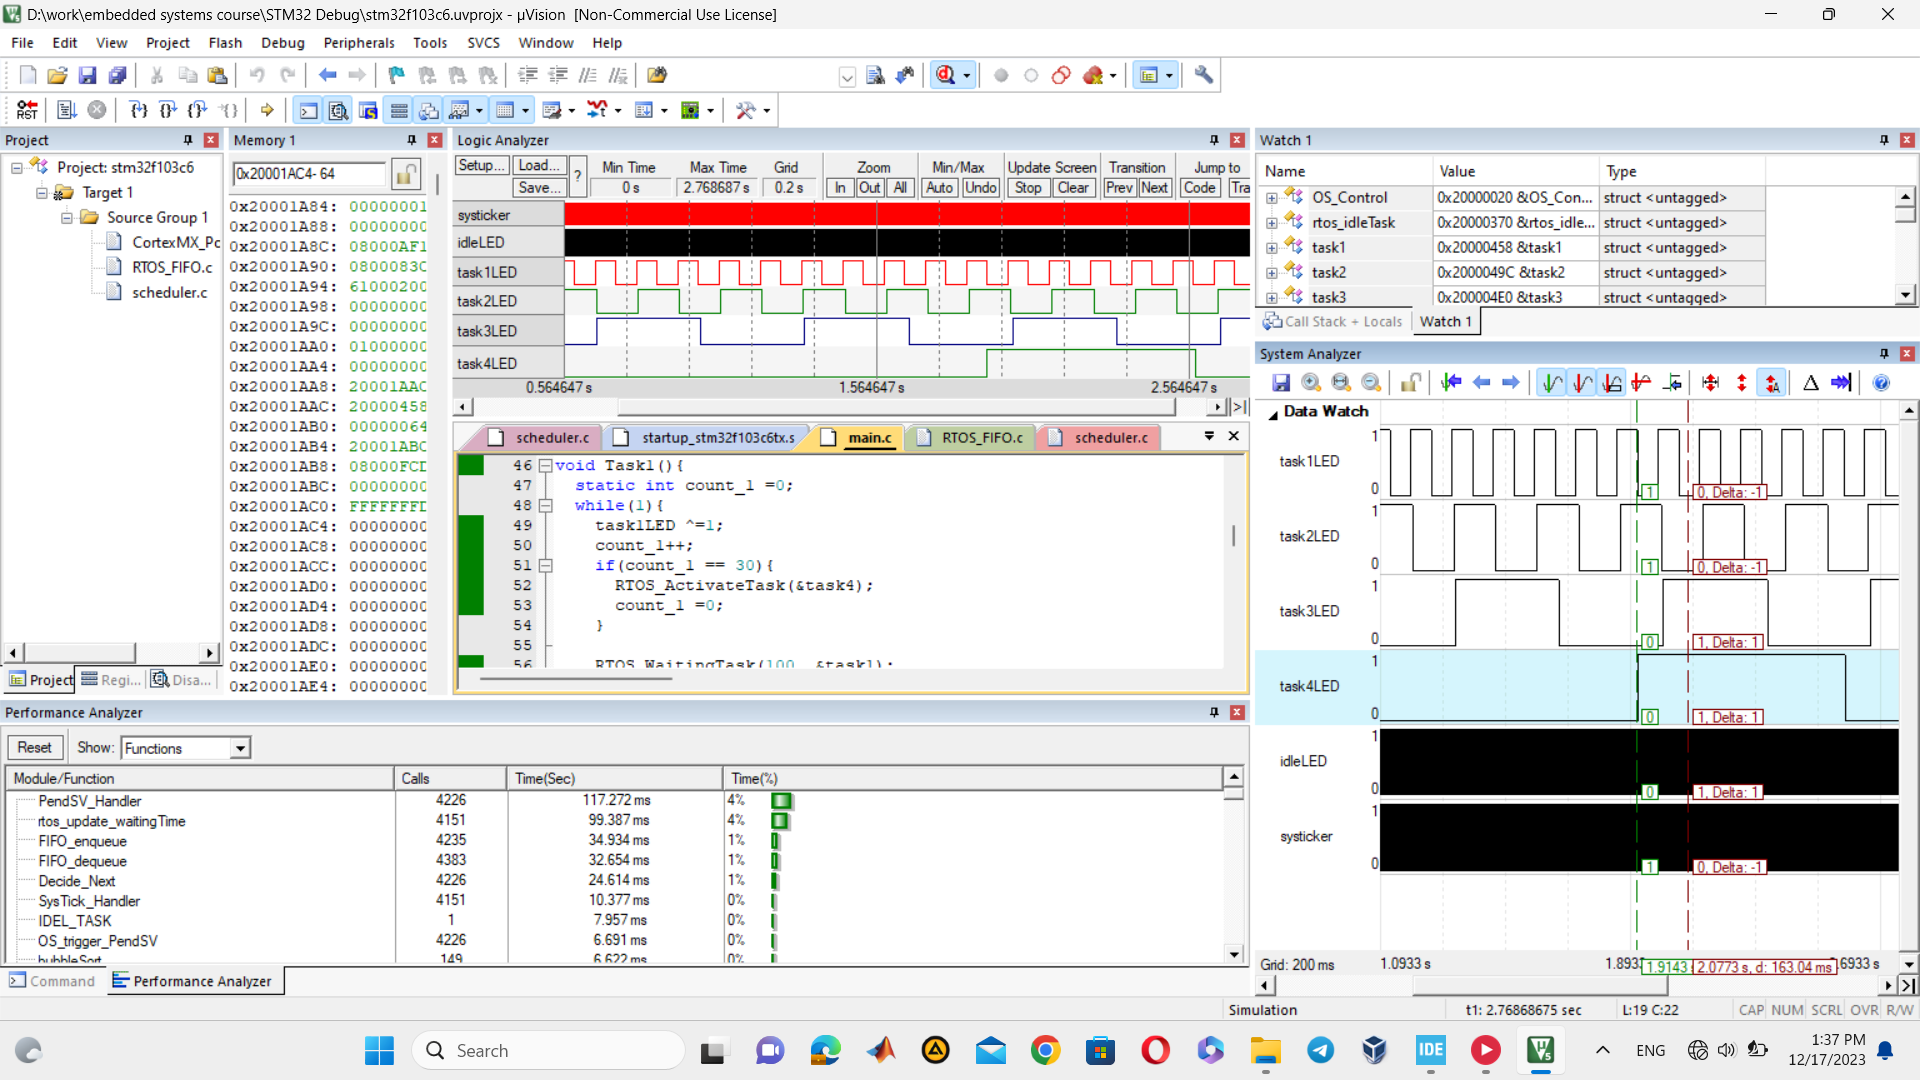 D:\work\embedded systems course\STM32 Debug\stm32f103c6.uvprojx - µVision [Non-Commercial Use License]
File Edit View Project Flash Debug Peripherals Tools SVCS Window Help
RST
Project
Project: stm32f103c6
Target 1
Source Group 1
CortexMX_Pc
RTOS_FIFO.c
scheduler.c
Project Regi... Disa...
Memory 1
0x20001AC4- 64
0x20001A84: 00000001
0x20001A88: 00000000
0x20001A8C: 08000AF1
0x20001A90: 0800083C
0x20001A94: 61000200
0x20001A98: 00000000
0x20001A9C: 00000000
0x20001AA0: 01000000
0x20001AA4: 00000000
0x20001AA8: 20001AAC
0x20001AAC: 20000458
0x20001AB0: 00000064
0x20001AB4: 20001ABC
0x20001AB8: 08000FCD
0x20001ABC: 00000000
0x20001AC0: FFFFFFFD
0x20001AC4: 00000000
0x20001AC8: 00000000
0x20001ACC: 00000000
0x20001AD0: 00000000
0x20001AD4: 00000000
0x20001AD8: 00000000
0x20001ADC: 00000000
0x20001AE0: 00000000
0x20001AE4: 00000000
Logic Analyzer
Setup... Load... ? Min Time Max Time Grid Zoom Min/Max Update Screen Transition Jump to
Save... 0 s 2.768687 s 0.2 s In Out All Auto Undo Stop Clear Prev Next Code Tra
systicker
idleLED
task1LED
task2LED
task3LED
task4LED
0.564647 s 1.564647 s 2.564647 s
scheduler.c startup_stm32f103c6tx.s main.c RTOS_FIFO.c scheduler.c
46 void Task1(){
47 static int count_1 =0;
48 while(1){
49 task1LED ^=1;
50 count_1++;
51 if(count_1 == 30){
52 RTOS_ActivateTask(&task4);
53 count_1 =0;
54 }
55
56 RTOS_WaitingTask(100, &task1);
Watch 1
Name Value Type
OS_Control 0x20000020 &OS_Con... struct <untagged>
rtos_idleTask 0x20000370 &rtos_idle... struct <untagged>
task1 0x20000458 &task1 struct <untagged>
task2 0x2000049C &task2 struct <untagged>
task3 0x200004E0 &task3 struct <untagged>
Call Stack + Locals Watch 1
System Analyzer
Data Watch
1
task1LED
0 1 0, Delta: -1
1
task2LED
0 1 0, Delta: -1
1
task3LED
0 0 1, Delta: 1
1
task4LED
0 0 1, Delta: 1
1
idleLED
0 0 1, Delta: 1
1
systicker
0 1 0, Delta: -1
Grid: 200 ms 1.0933 s 1.893 1.9143 2.0773 s, d: 163.04 ms .6933 s
Performance Analyzer
Reset Show: Functions
Module/Function Calls Time(Sec) Time(%)
PendSV_Handler 4226 117.272 ms 4%
rtos_update_waitingTime 4151 99.387 ms 4%
FIFO_enqueue 4235 34.934 ms 1%
FIFO_dequeue 4383 32.654 ms 1%
Decide_Next 4226 24.614 ms 1%
SysTick_Handler 4151 10.377 ms 0%
IDEL_TASK 1 7.957 ms 0%
OS_trigger_PendSV 4226 6.691 ms 0%
bubbleSort 149 6.622 ms 0%
Command Performance Analyzer
Simulation t1: 2.76868675 sec L:19 C:22 CAP NUM SCRL OVR R/W
Search
IDE
ENG
1:37 PM
12/17/2023